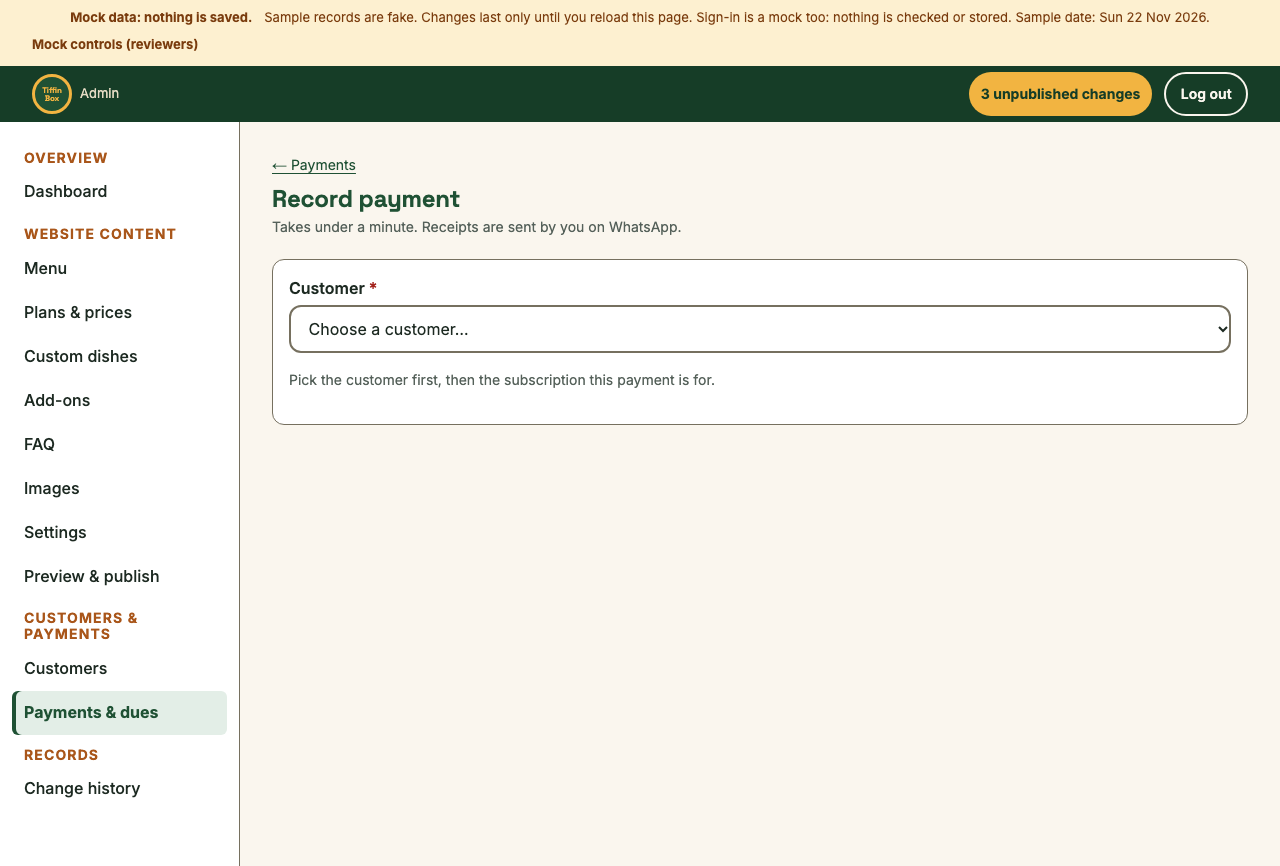 Mock data: nothing is saved. Sample records are fake. Changes last only until you reload this page. Sign-in is a mock too: nothing is checked or stored. Sample date: Sun 22 Nov 2026.
Mock controls (reviewers)
Tiffin
Box
Admin
3 unpublished changes
Log out
OVERVIEW
Dashboard
WEBSITE CONTENT
Menu
Plans & prices
Custom dishes
Add-ons
FAQ
Images
Settings
Preview & publish
CUSTOMERS &
PAYMENTS
Customers
Payments & dues
RECORDS
Change history
← Payments
Record payment
Takes under a minute. Receipts are sent by you on WhatsApp.
Customer *
Choose a customer...
Pick the customer first, then the subscription this payment is for.